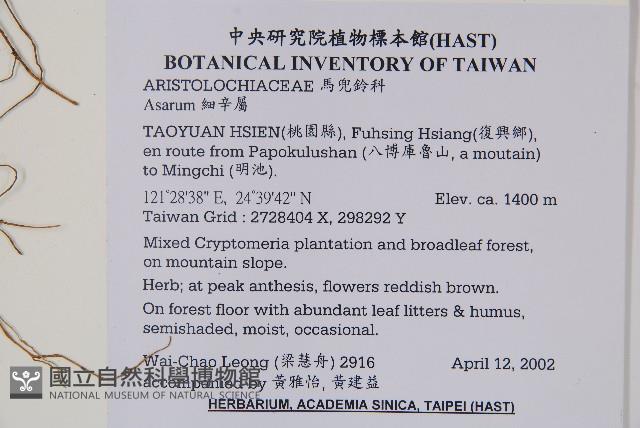 中央研究院植物標本館(HAST)
BOTANICAL INVENTORY OF TAIWAN
ARISTOLOCHIACEAE 馬兜鈴科
Asarum 細辛屬
TAOYUAN HSIEN(桃園縣), Fuhsing Hsiang(復興鄉),
en route from Papokulushan (八博庫魯山, a moutain)
to Mingchi (明池).
121°28'38" E, 24°39'42" N Elev. ca. 1400 m
Taiwan Grid : 2728404 X, 298292 Y
Mixed Cryptomeria plantation and broadleaf forest,
on mountain slope.
Herb; at peak anthesis, flowers reddish brown.
On forest floor with abundant leaf litters & humus,
semishaded, moist, occasional.
Wai-Chao Leong (梁慧舟) 2916 April 12, 2002
accompanied by 黃雅怡, 黃建益
國立自然科學博物館
NATIONAL MUSEUM OF NATURAL SCIENCE
HERBARIUM, ACADEMIA SINICA, TAIPEI (HAST)